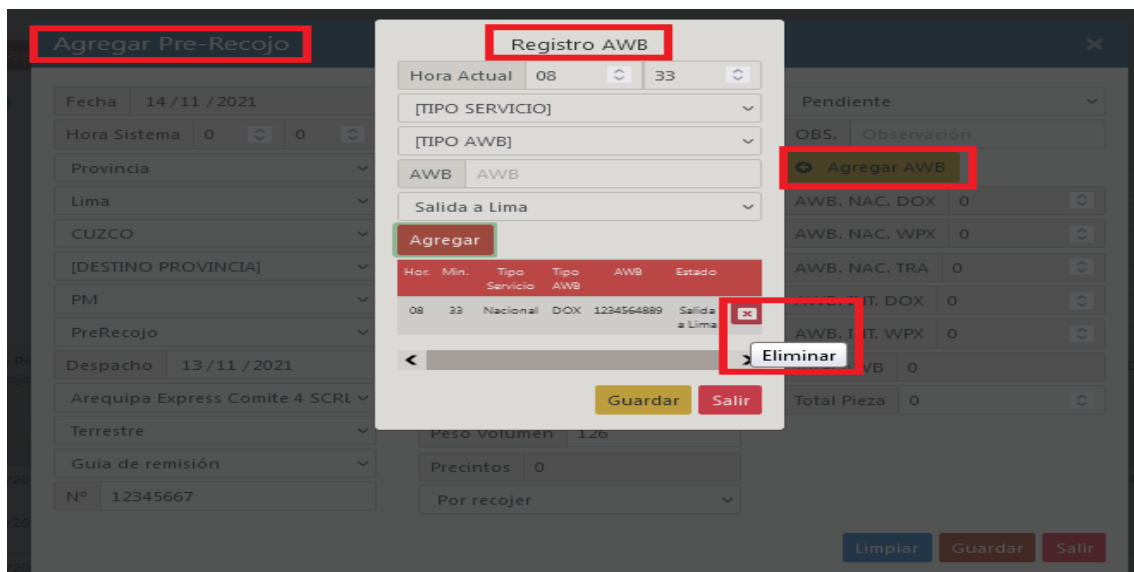 Agregar Pre-Recojo
×
Fecha 14/11/2021
Hora Sistema 0 0
Provincia
Lima
CUZCO
[DESTINO PROVINCIA]
PM
PreRecojo
Despacho 13/11/2021
Arequipa Express Comite 4 SCRL
Terrestre
Guia de remisión
Nº 12345667
Registro AWB
Hora Actual 08 33
[TIPO SERVICIO]
[TIPO AWB]
AWB AWB
Salida a Lima
Agregar
Hor. Min. Tipo Servicio Tipo AWB AWB Estado
08 33 Nacional DOX 1234564889 Salida a Lima
Eliminar
Guardar Salir
Peso Volumen 126
Precintos 0
Por recojer
Pendiente
OBS. Observación
Agregar AWB
AWB. NAC. DOX 0
AWB. NAC. WPX 0
AWB. NAC. TRA 0
AWB. INT. DOX 0
AWB. INT. WPX 0
AWB 0
Total Pieza 0
Limpiar Guardar Salir